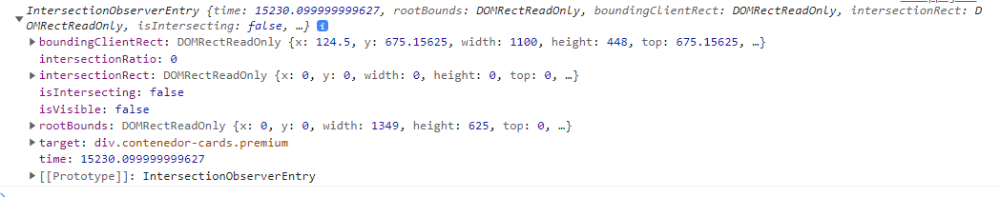 IntersectionObserverEntry {time: 15230.099999999627, rootBounds: DOMRectReadOnly, boundingClientRect: DOMRectReadOnly, intersectionRect: D
OMRectReadOnly, isIntersecting: false, …} i
boundingClientRect: DOMRectReadOnly {x: 124.5, y: 675.15625, width: 1100, height: 448, top: 675.15625, …}
intersectionRatio: 0
intersectionRect: DOMRectReadOnly {x: 0, y: 0, width: 0, height: 0, top: 0, …}
isIntersecting: false
isVisible: false
rootBounds: DOMRectReadOnly {x: 0, y: 0, width: 1349, height: 625, top: 0, …}
target: div.contenedor-cards.premium
time: 15230.099999999627
[[Prototype]]: IntersectionObserverEntry